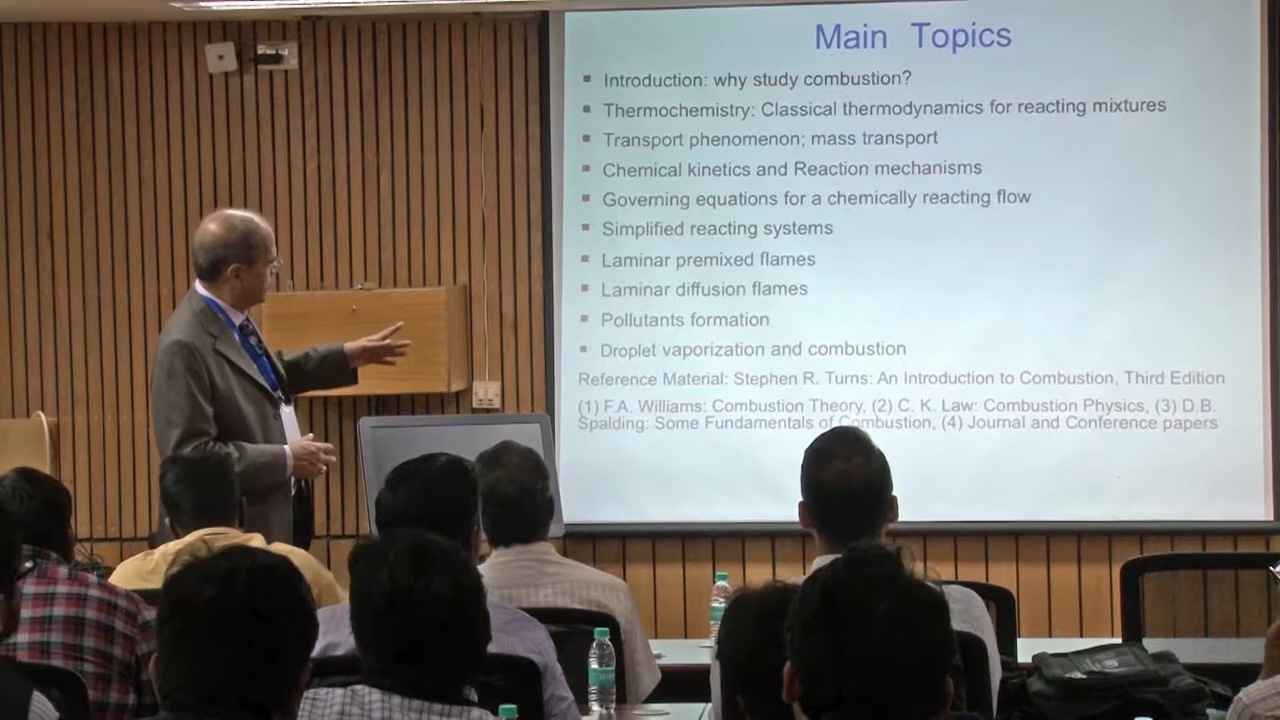 Main Topics
Introduction: why study combustion?
Thermochemistry: Classical thermodynamics for reacting mixtures
Transport phenomenon; mass transport
Chemical kinetics and Reaction mechanisms
Governing equations for a chemically reacting flow
Simplified reacting systems
Laminar premixed flames
Laminar diffusion flames
Pollutants formation
Droplet vaporization and combustion
Reference Material: Stephen R. Turns: An Introduction to Combustion, Third Edition
(1) F.A. Williams: Combustion Theory, (2) C. K. Law: Combustion Physics, (3) D.B.
Spalding: Some Fundamentals of Combustion, (4) Journal and Conference papers